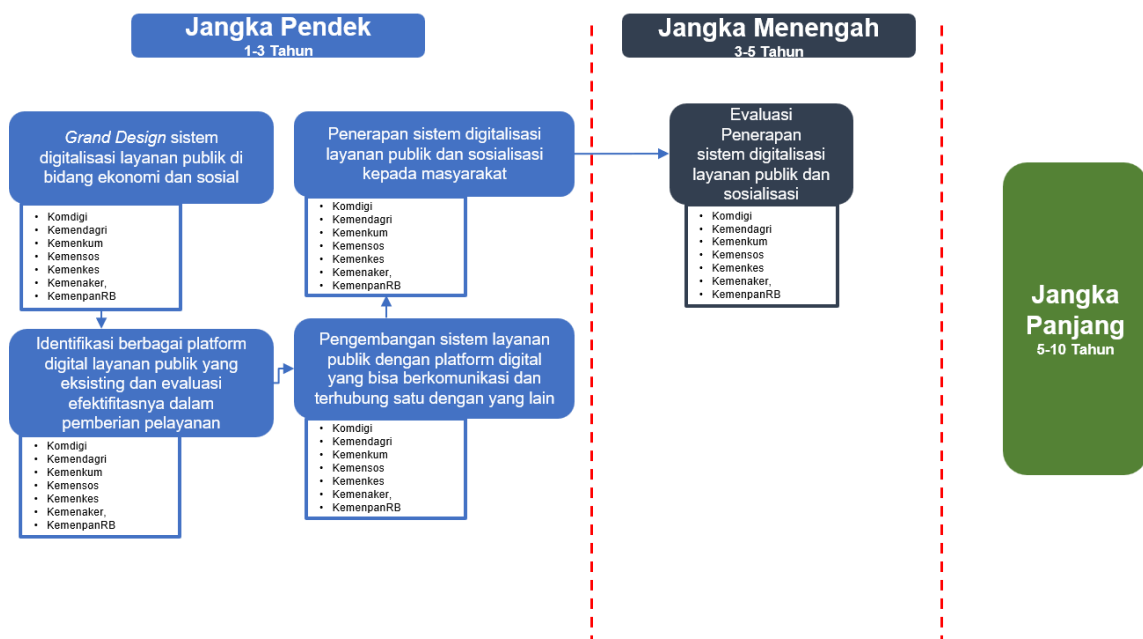 Jangka Pendek
1-3 Tahun
Jangka Menengah
3-5 Tahun
Grand Design sistem
digitalisasi layanan publik di
bidang ekonomi dan sosial
• Komdigi
• Kemendagri
• Kemenkum
• Kemensos
• Kemenkes
• Kemenaker,
• KemenpanRB
Identifikasi berbagai platform
digital layanan publik yang
eksisting dan evaluasi
efektifitasnya dalam
pemberian pelayanan
• Komdigi
• Kemendagri
• Kemenkum
• Kemensos
• Kemenkes
• Kemenaker,
• KemenpanRB
Pengembangan sistem layanan
publik dengan platform digital
yang bisa berkomunikasi dan
terhubung satu dengan yang lain
• Komdigi
• Kemendagri
• Kemenkum
• Kemensos
• Kemenkes
• Kemenaker,
• KemenpanRB
Penerapan sistem digitalisasi
layanan publik dan sosialisasi
kepada masyarakat
• Komdigi
• Kemendagri
• Kemenkum
• Kemensos
• Kemenkes
• Kemenaker,
• KemenpanRB
Evaluasi
Penerapan
sistem digitalisasi
layanan publik dan
sosialisasi
• Komdigi
• Kemendagri
• Kemenkum
• Kemensos
• Kemenkes
• Kemenaker,
• KemenpanRB
Jangka
Panjang
5-10 Tahun